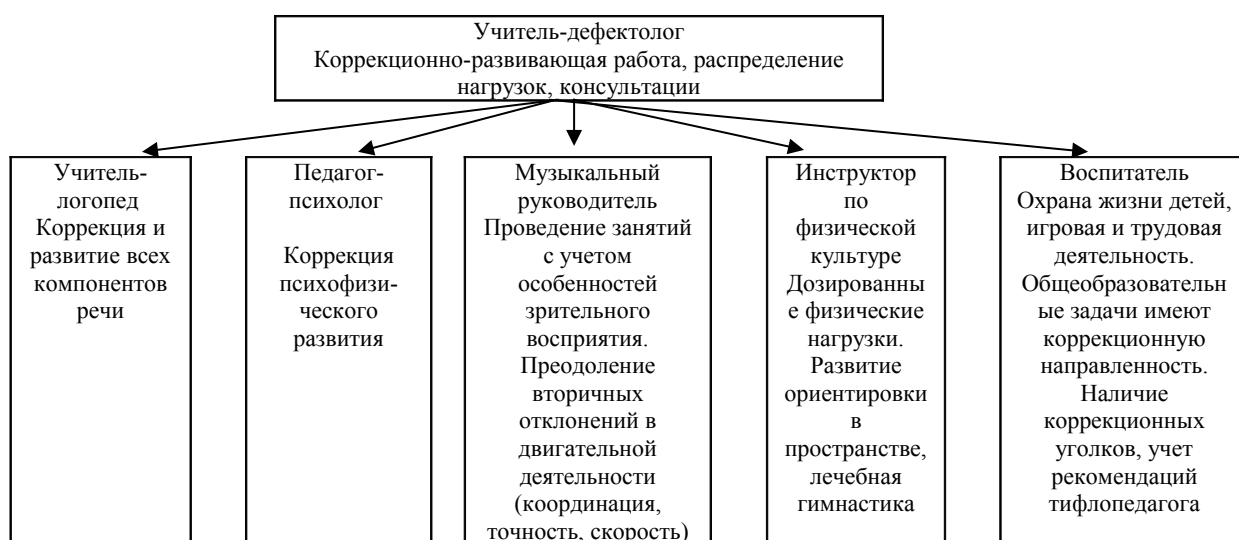 Учитель-дефектолог
Коррекционно-развивающая работа, распределение
нагрузок, консультации
Учитель-
логопед
Коррекция и
развитие всех
компонентов
речи
Педагог-
психолог
Коррекция
психофизи-
ческого
развития
Музыкальный
руководитель
Проведение занятий
с учетом
особенностей
зрительного
восприятия.
Преодоление
вторичных
отклонений в
двигательной
деятельности
(координация,
точность, скорость)
Инструктор
по
физической
культуре
Дозированны
е физические
нагрузки.
Развитие
ориентировки
в
пространстве,
лечебная
гимнастика
Воспитатель
Охрана жизни детей,
игровая и трудовая
деятельность.
Общеобразовательн
ые задачи имеют
коррекционную
направленность.
Наличие
коррекционных
уголков, учет
рекомендаций
тифлопедагога